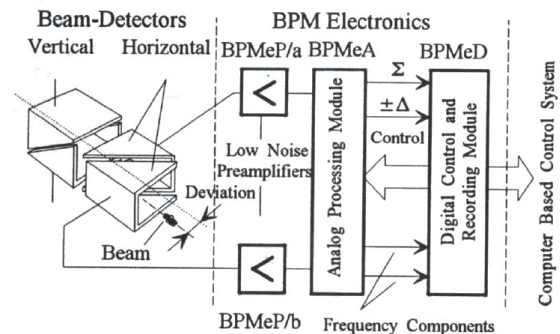 Beam-Detectors
BPM Electronics
Vertical
Horizontal
BPMeP/a
BPMeA
BPMeD
<
Analog Processing Module
Σ
±Δ
Control
Digital Control and
Recording Module
Computer Based Control System
Low Noise
Preamplifiers
Deviation
Beam
<
BPMeP/b
Frequency Components